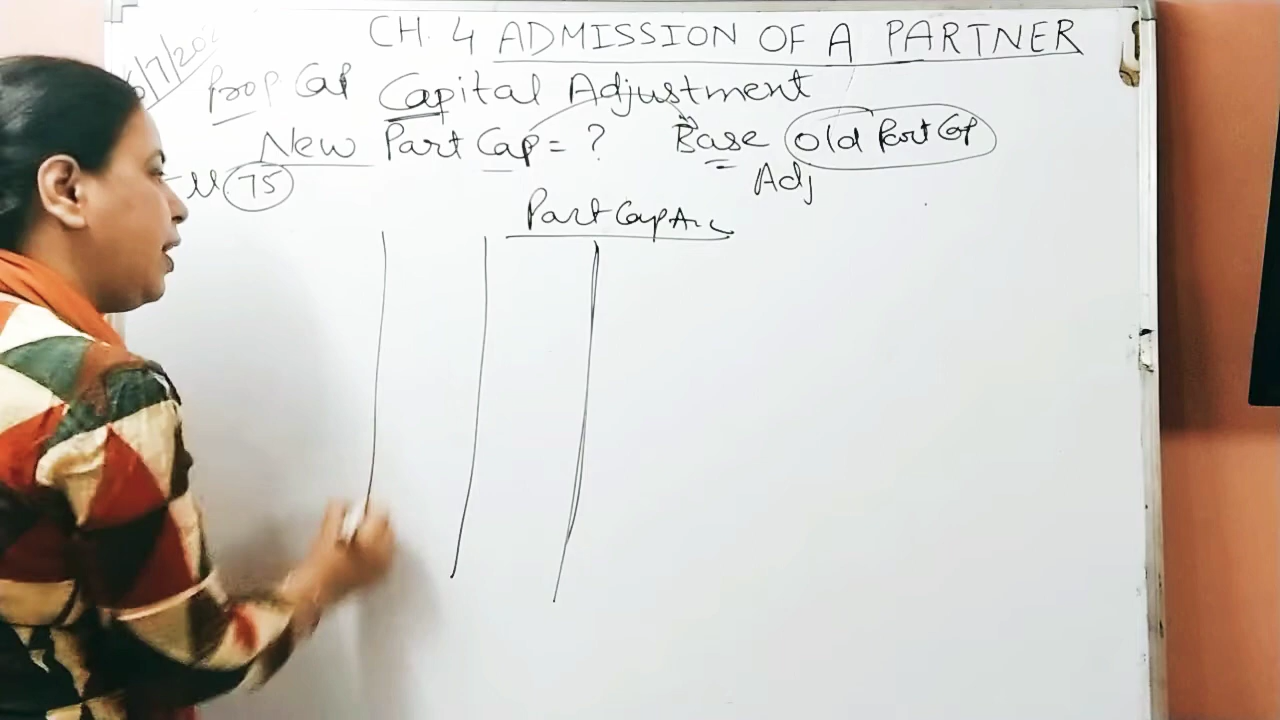 CH. 4 ADMISSION OF A PARTNER
Prop Cap Capital Adjustment
New Part Cap = ? Base Old Part Cap
75 Adj
Part Cap A/c